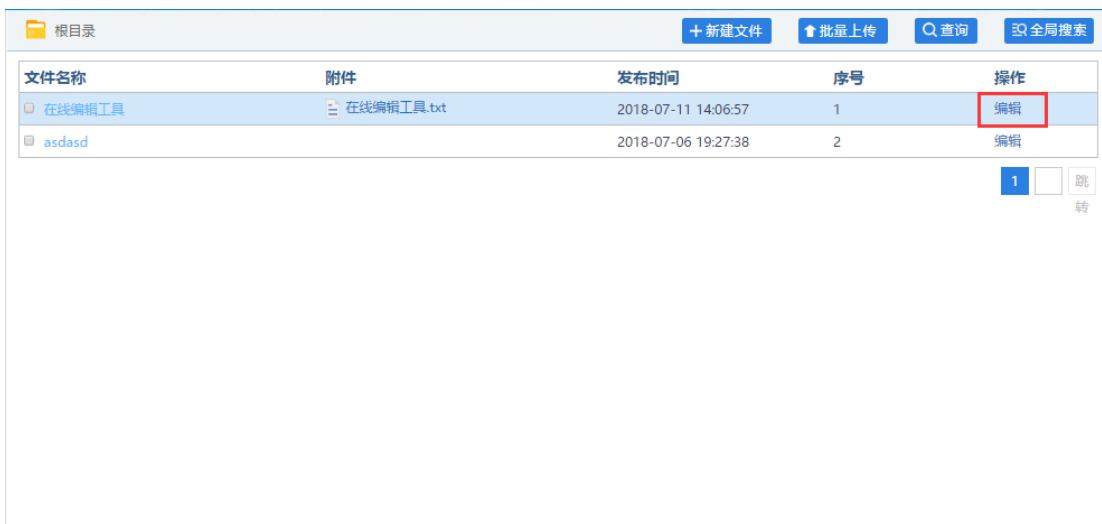 根目录 新建文件 批量上传 查询 全局搜索
文件名称 附件 发布时间 序号 操作
在线编辑工具 在线编辑工具.txt 2018-07-11 14:06:57 1 编辑
asdasd 2018-07-06 19:27:38 2 编辑
1 跳
转